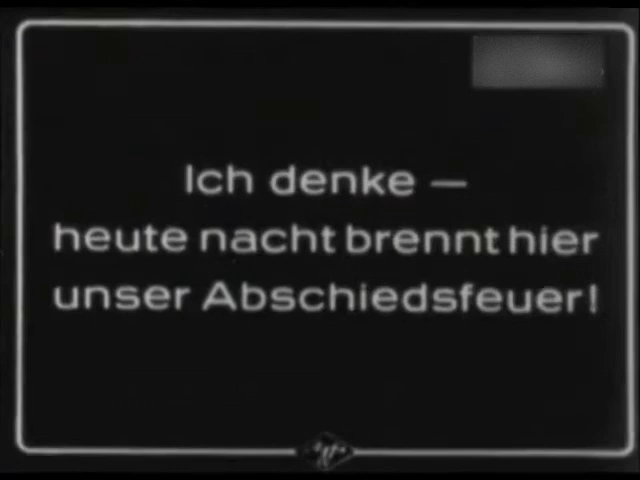 Ich denke —
heute nacht brennt hier
unser Abschiedsfeuer!